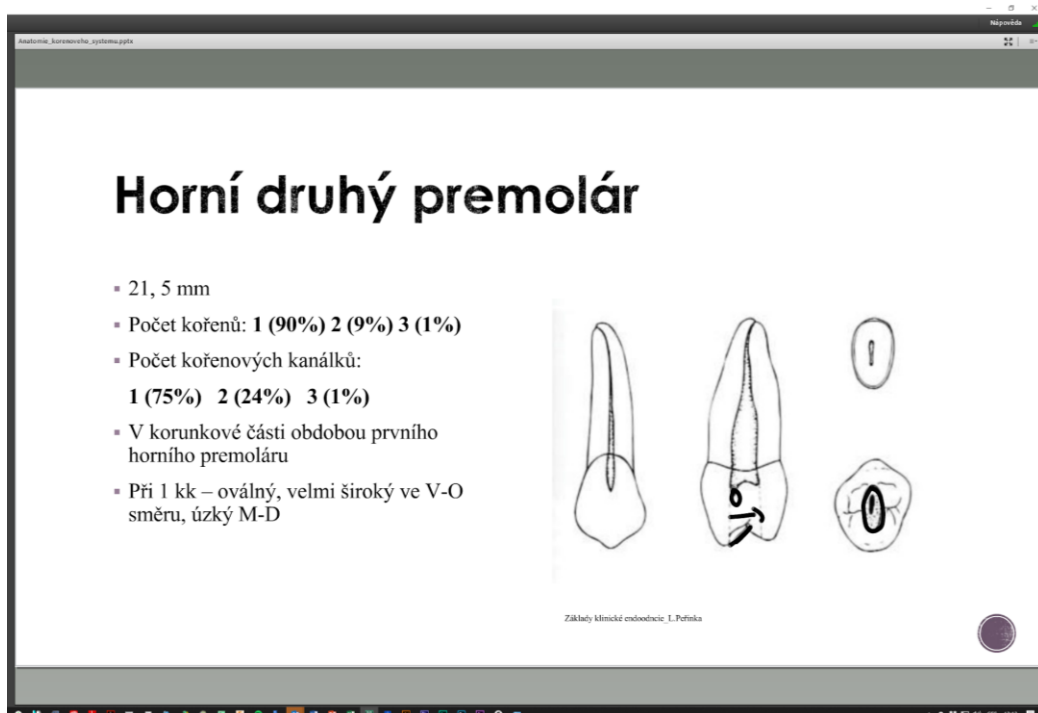 Nápověda
Anatomie_korenoveho_systemu.pptx
Horní druhý premolár
▪ 21, 5 mm
▪ Počet kořenů: 1 (90%) 2 (9%) 3 (1%)
▪ Počet kořenových kanálků:
1 (75%) 2 (24%) 3 (1%)
▪ V korunkové části obdobou prvního
horního premoláru
▪ Při 1 kk – oválný, velmi široký ve V-O
směru, úzký M-D
Základy klinické endoodncie_L.Peřinka